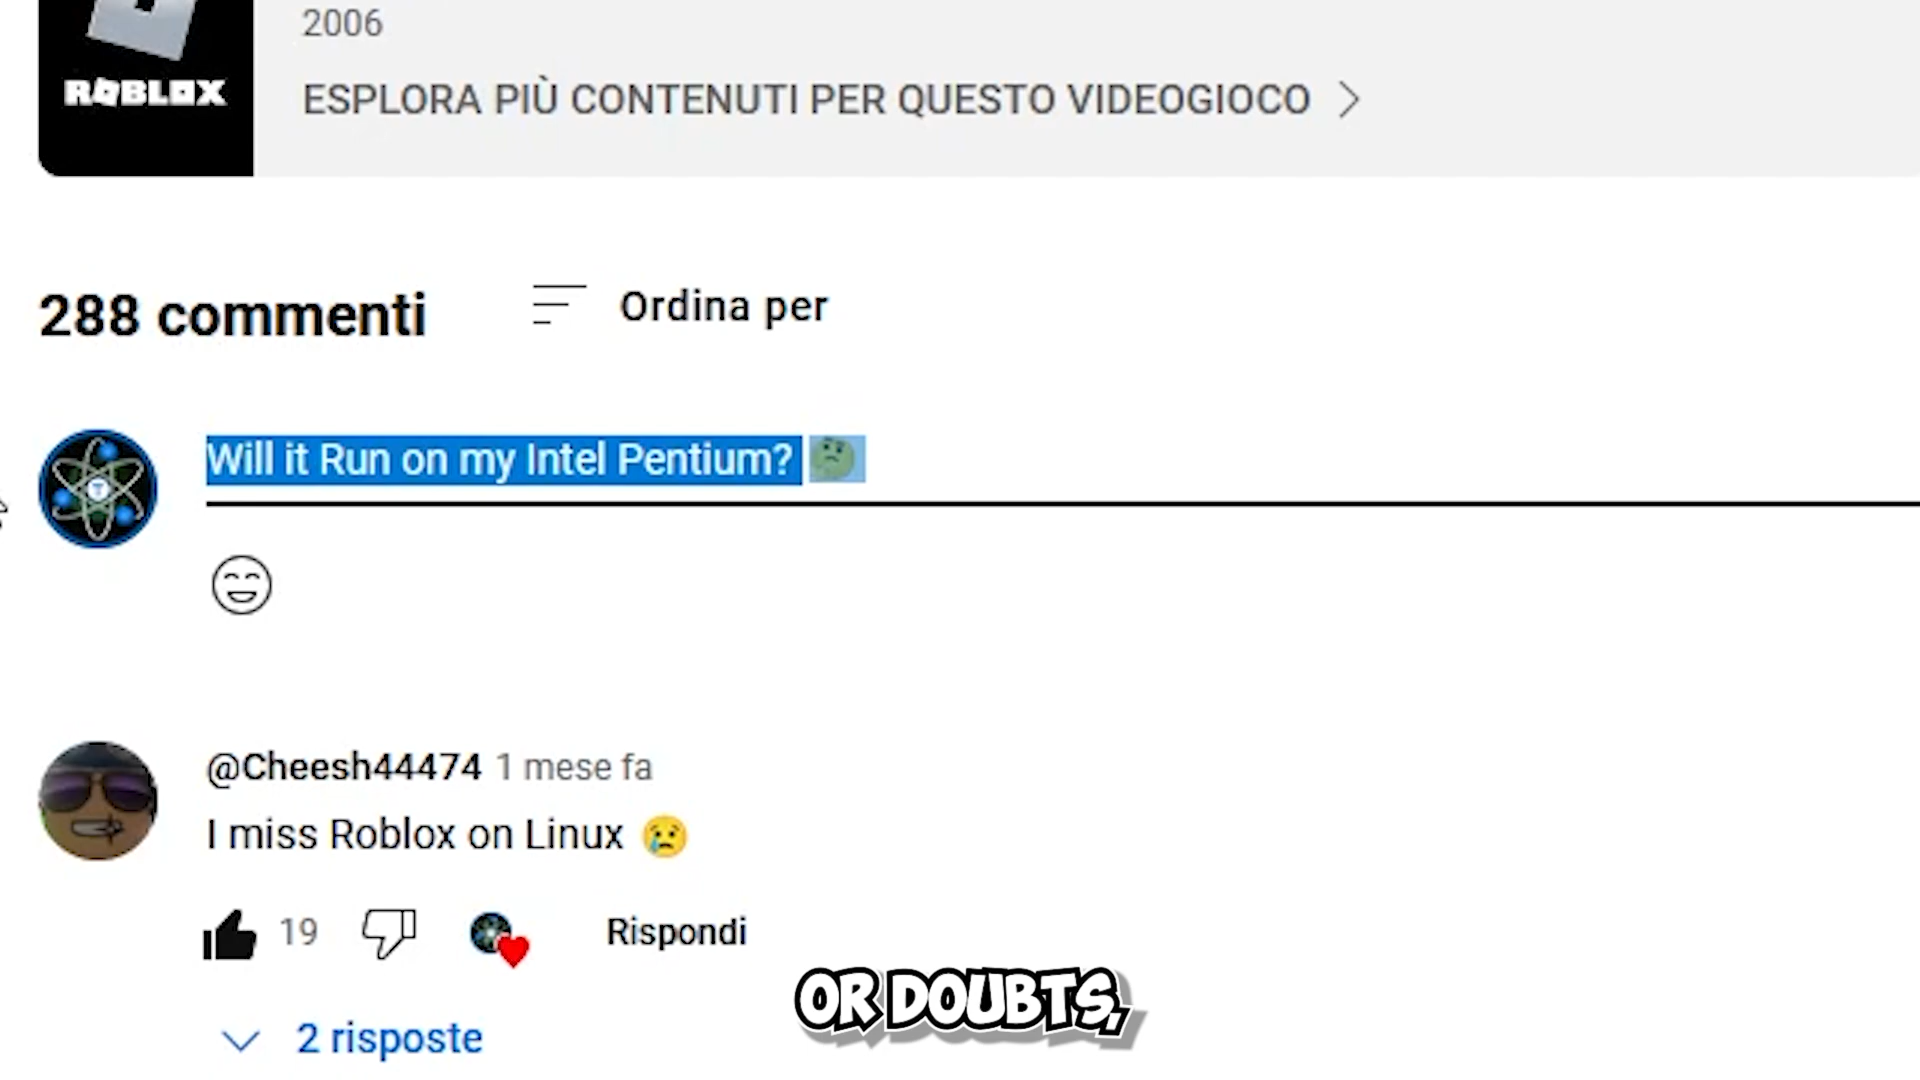 2006
ROBLOX
ESPLORA PIÙ CONTENUTI PER QUESTO VIDEOGIOCO
288 commenti
Ordina per
Will it Run on my Intel Pentium? 🤔
@Cheesh44474 1 mese fa
I miss Roblox on Linux 😢
19
Rispondi
OR DOUBTS,
2 risposte